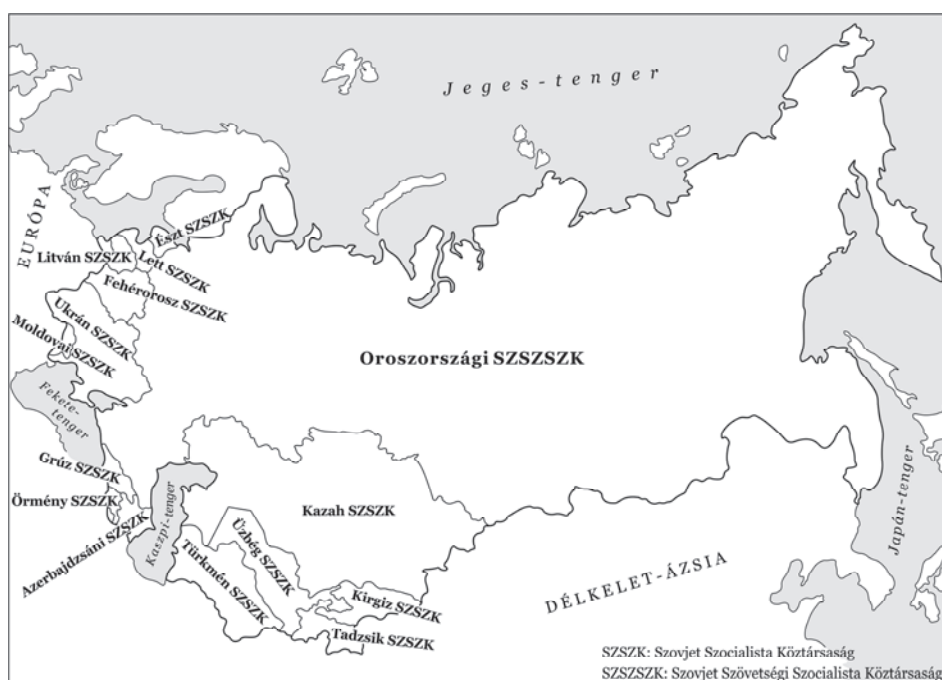 Jeges-tenger
EURÓPA
Észt SZSZK
Litván SZSZK
Lett SZSZK
Fehérorosz SZSZK
Ukrán SZSZK
Moldovai SZSZK
Oroszországi SZSZSZK
Fekete-
tenger
Grúz SZSZK
Örmény SZSZK
Azerbajdzsáni SZSZK
Kaszpi-tenger
Kazah SZSZK
Üzbég SZSZK
Türkmén SZSZK
Kirgiz SZSZK
Tadzsik SZSZK
DÉLKELET-ÁZSIA
Japán-tenger
SZSZK: Szovjet Szocialista Köztársaság
SZSZSZK: Szovjet Szövetségi Szocialista Köztársaság